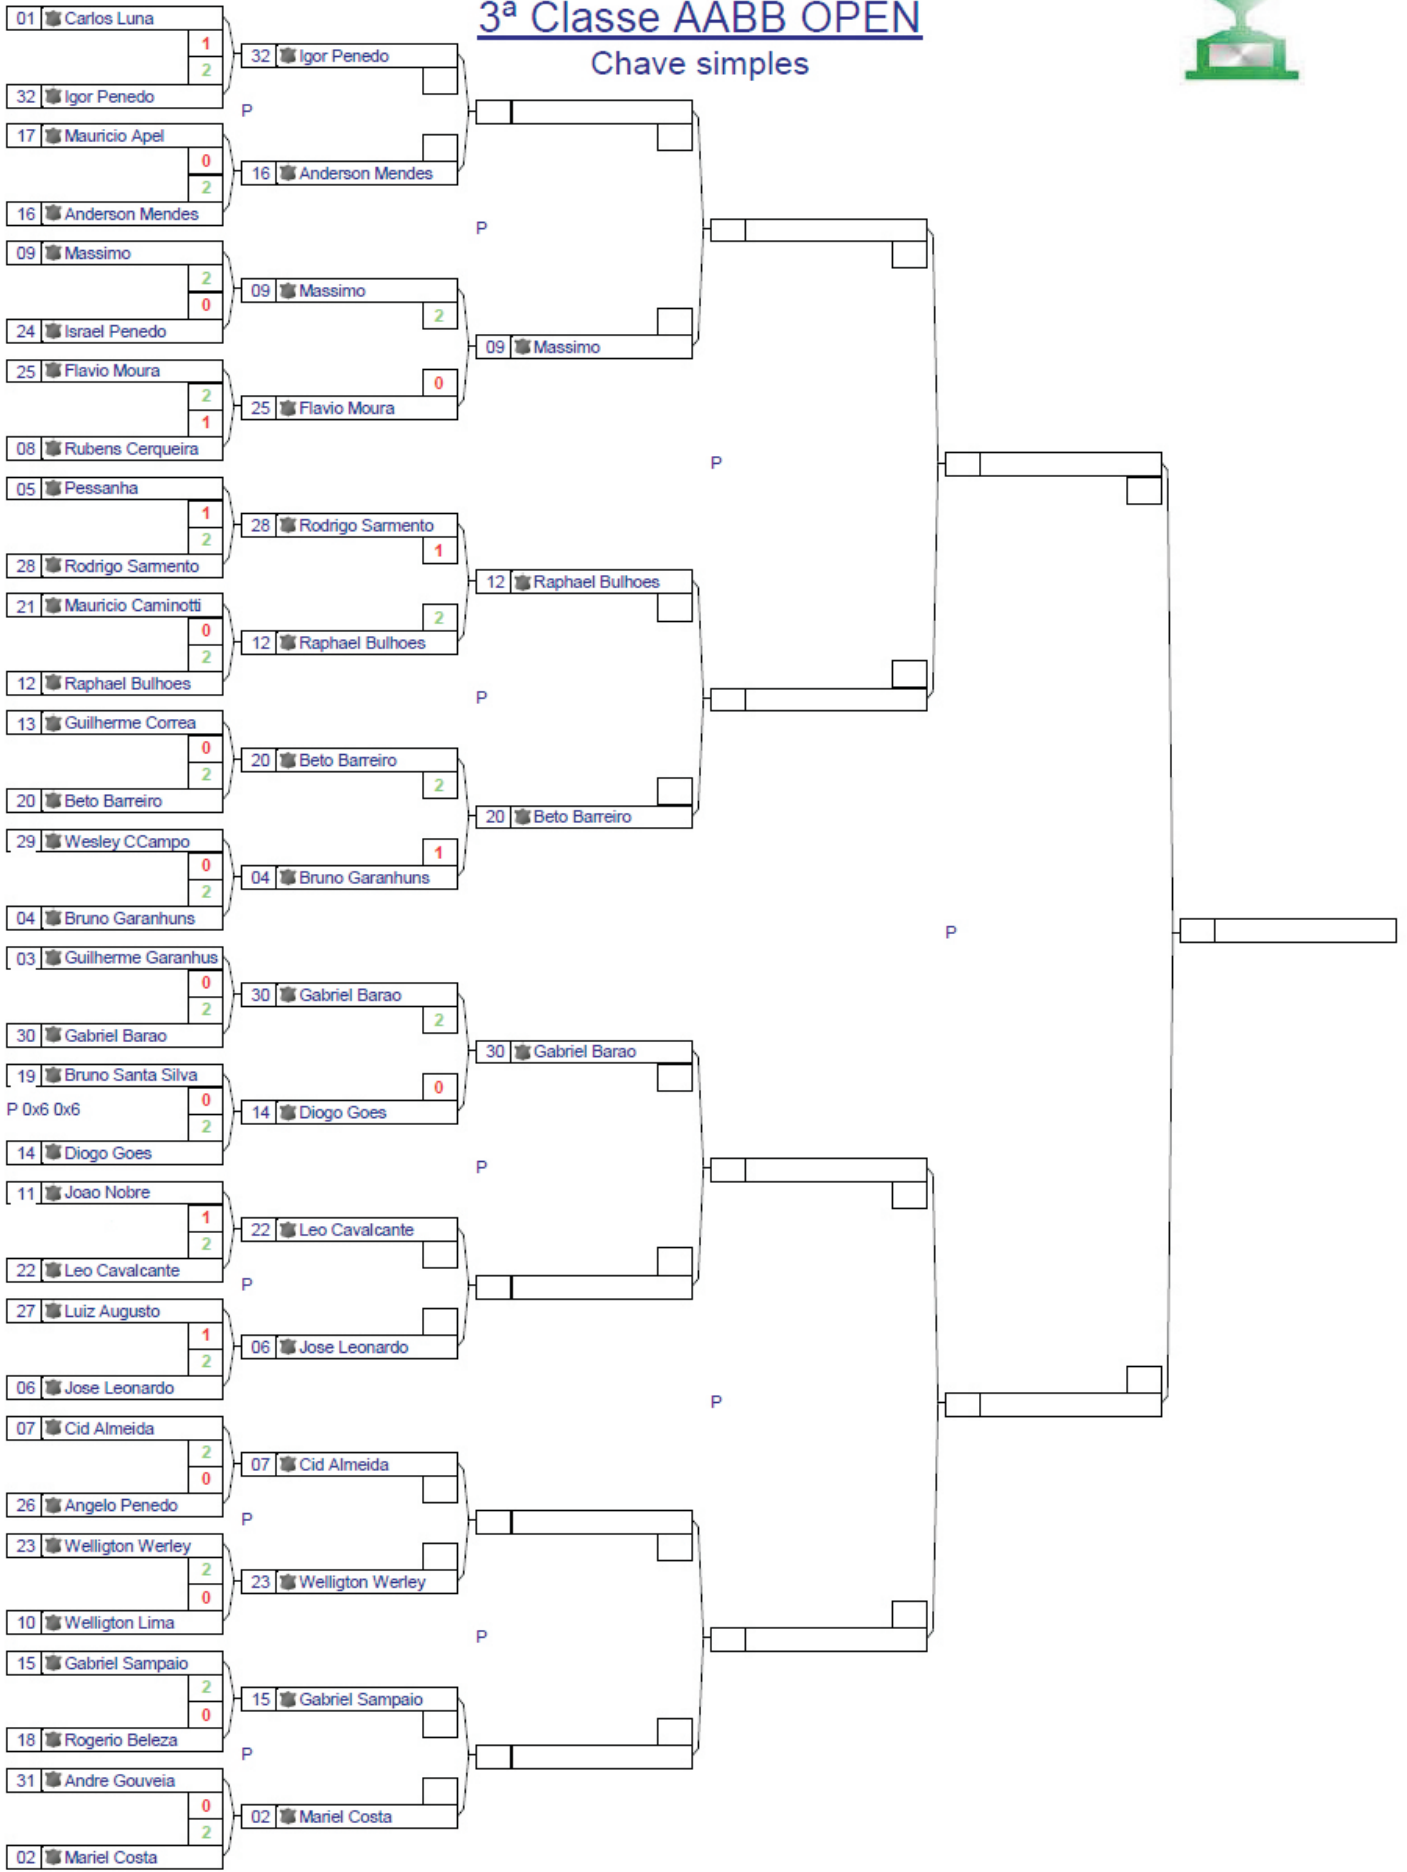 3ª Classe AABB OPEN
Chave simples
01 Carlos Luna
1
2
32 Igor Penedo
17 Mauricio Apel
0
2
16 Anderson Mendes
09 Massimo
2
0
24 Israel Penedo
25 Flavio Moura
2
1
08 Rubens Cerqueira
05 Pessanha
1
2
28 Rodrigo Sarmento
21 Mauricio Caminotti
0
2
12 Raphael Bulhoes
13 Guilherme Correa
0
2
20 Beto Barreiro
29 Wesley CCampo
0
2
04 Bruno Garanhuns
03 Guilherme Garanhus
0
2
30 Gabriel Barao
19 Bruno Santa Silva
0
P 0x6 0x6
2
14 Diogo Goes
11 Joao Nobre
1
2
22 Leo Cavalcante
27 Luiz Augusto
1
2
06 Jose Leonardo
07 Cid Almeida
2
0
26 Angelo Penedo
23 Welligton Werley
2
0
10 Welligton Lima
15 Gabriel Sampaio
2
0
18 Rogerio Beleza
31 Andre Gouveia
0
2
02 Mariel Costa
32 Igor Penedo
P
16 Anderson Mendes
09 Massimo
2
0
25 Flavio Moura
28 Rodrigo Sarmento
1
2
12 Raphael Bulhoes
20 Beto Barreiro
2
1
04 Bruno Garanhuns
30 Gabriel Barao
2
0
14 Diogo Goes
22 Leo Cavalcante
P
06 Jose Leonardo
07 Cid Almeida
P
23 Welligton Werley
15 Gabriel Sampaio
P
02 Mariel Costa
P
09 Massimo
12 Raphael Bulhoes
P
20 Beto Barreiro
30 Gabriel Barao
P
P
P
P
P